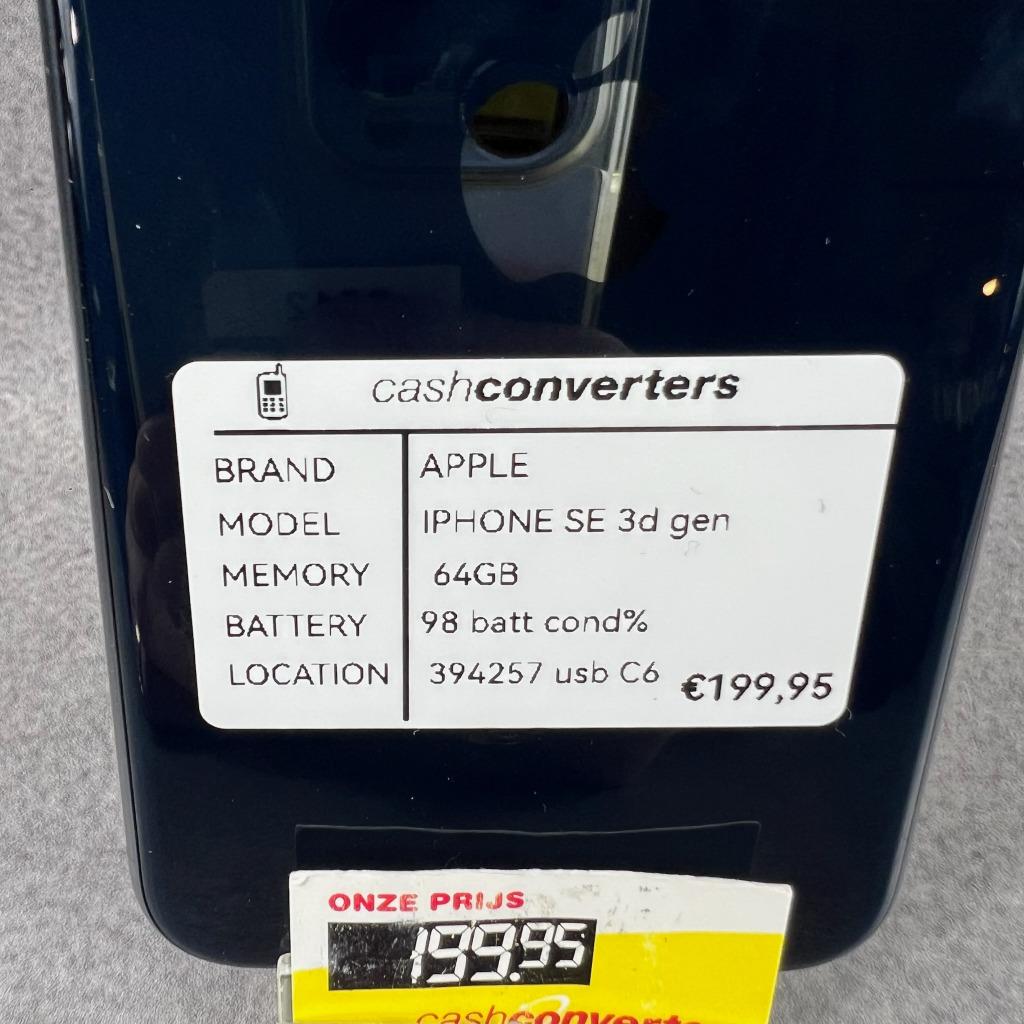 cashconverters
BRAND APPLE
MODEL IPHONE SE 3d gen
MEMORY 64GB
BATTERY 98 batt cond%
LOCATION 394257 usb C6 €199,95
ONZE PRIJS
199.95
cashconverters